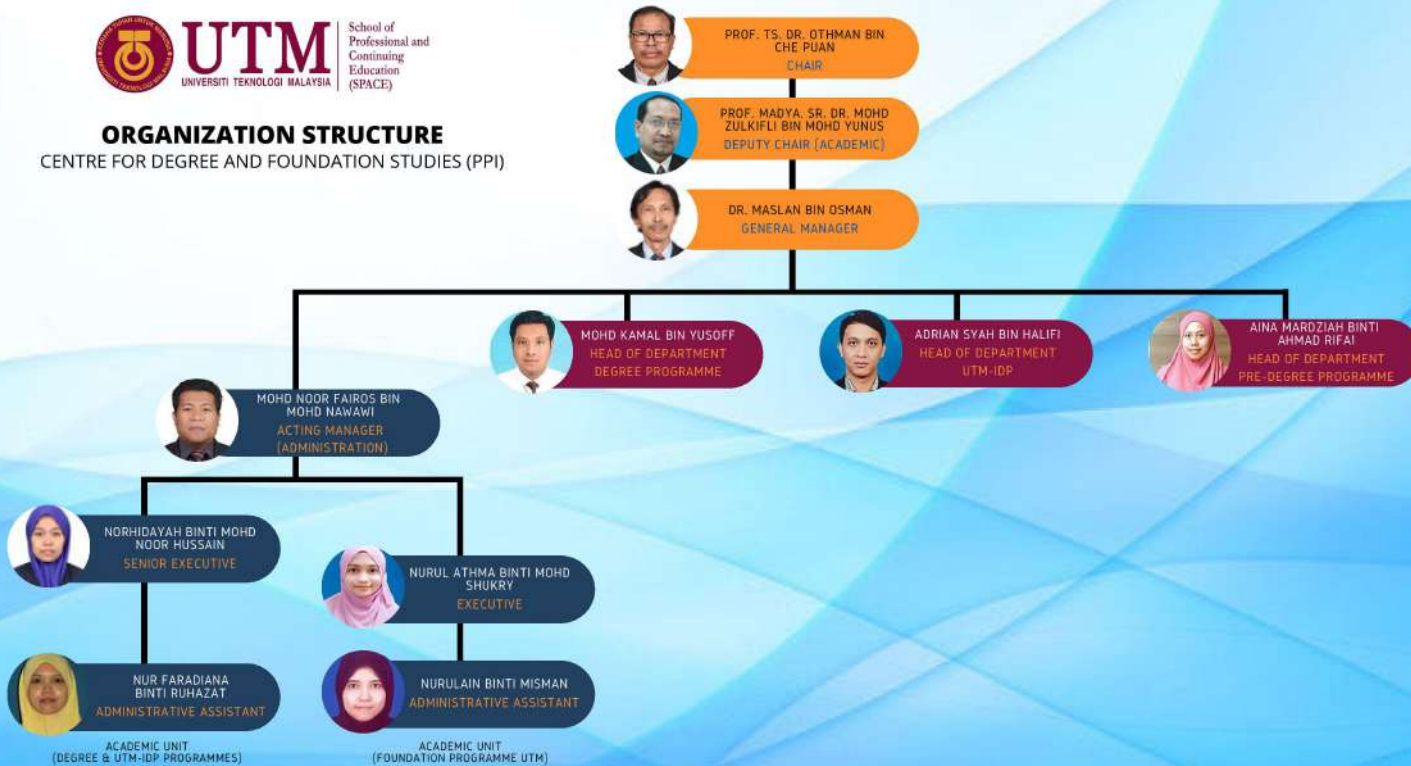 UTM
UNIVERSITI TEKNOLOGI MALAYSIA
School of
Professional and
Continuing
Education
(SPACE)
ORGANIZATION STRUCTURE
CENTRE FOR DEGREE AND FOUNDATION STUDIES (PPI)
PROF. TS. DR. OTHMAN BIN
CHE PUAN
CHAIR
PROF. MADYA. SR. DR. MOHD
ZULKIFLI BIN MOHD YUNUS
DEPUTY CHAIR (ACADEMIC)
DR. MASLAN BIN OSMAN
GENERAL MANAGER
MOHD KAMAL BIN YUSOFF
HEAD OF DEPARTMENT
DEGREE PROGRAMME
ADRIAN SYAH BIN HALIFI
HEAD OF DEPARTMENT
UTM-IDP
AINA MARDZIAH BINTI
AHMAD RIFAI
HEAD OF DEPARTMENT
PRE-DEGREE PROGRAMME
MOHD NOOR FAIROS BIN
MOHD NAWAWI
ACTING MANAGER
(ADMINISTRATION)
NORHIDAYAH BINTI MOHD
NOOR HUSSAIN
SENIOR EXECUTIVE
NURUL ATHMA BINTI MOHD
SHUKRY
EXECUTIVE
NUR FARADIANA
BINTI RUHAZAT
ADMINISTRATIVE ASSISTANT
NURULAIN BINTI MISMAN
ADMINISTRATIVE ASSISTANT
ACADEMIC UNIT
(DEGREE & UTM-IDP PROGRAMMES)
ACADEMIC UNIT
(FOUNDATION PROGRAMME UTM)